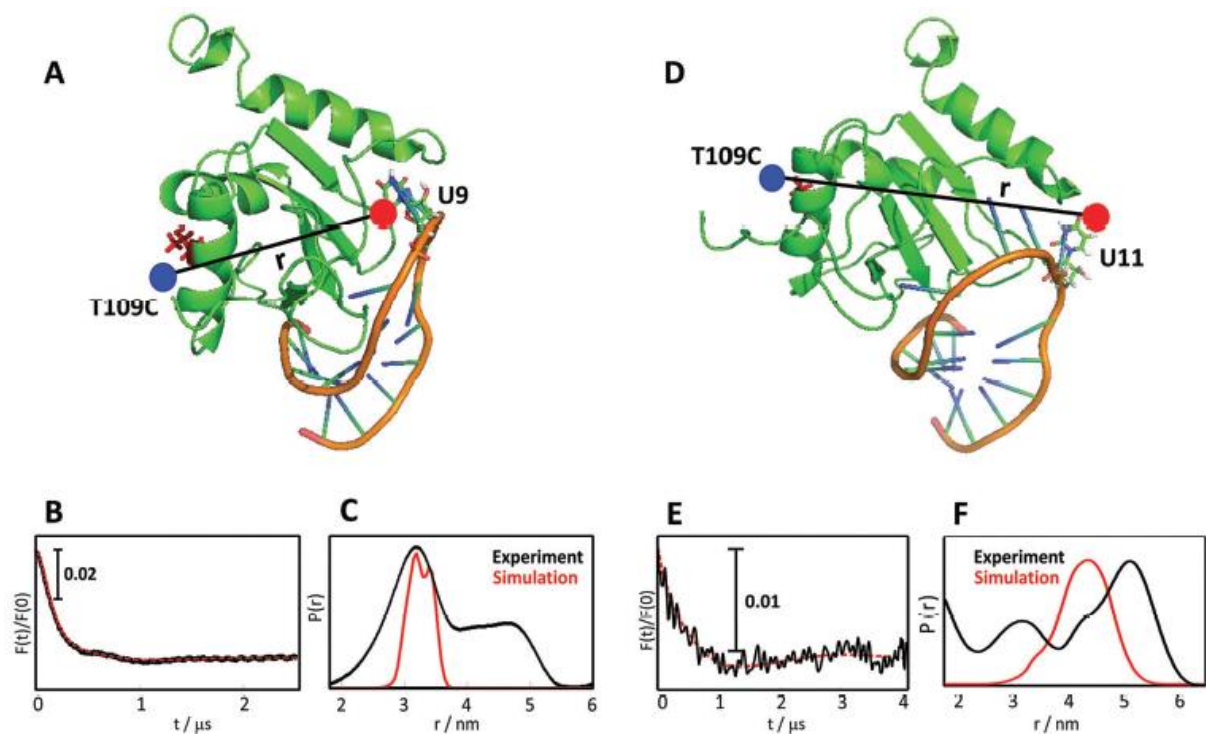 A
T109C
r
U9
D
T109C
r
U11
B
0.02
F(t)/F(0)
0
1
2
t / μs
C
Experiment
Simulation
P(r)
2
3
4
5
6
r / nm
E
0.01
F(t)/F(0)
0
1
2
3
4
t / μs
F
Experiment
Simulation
P(r)
2
3
4
5
6
r / nm